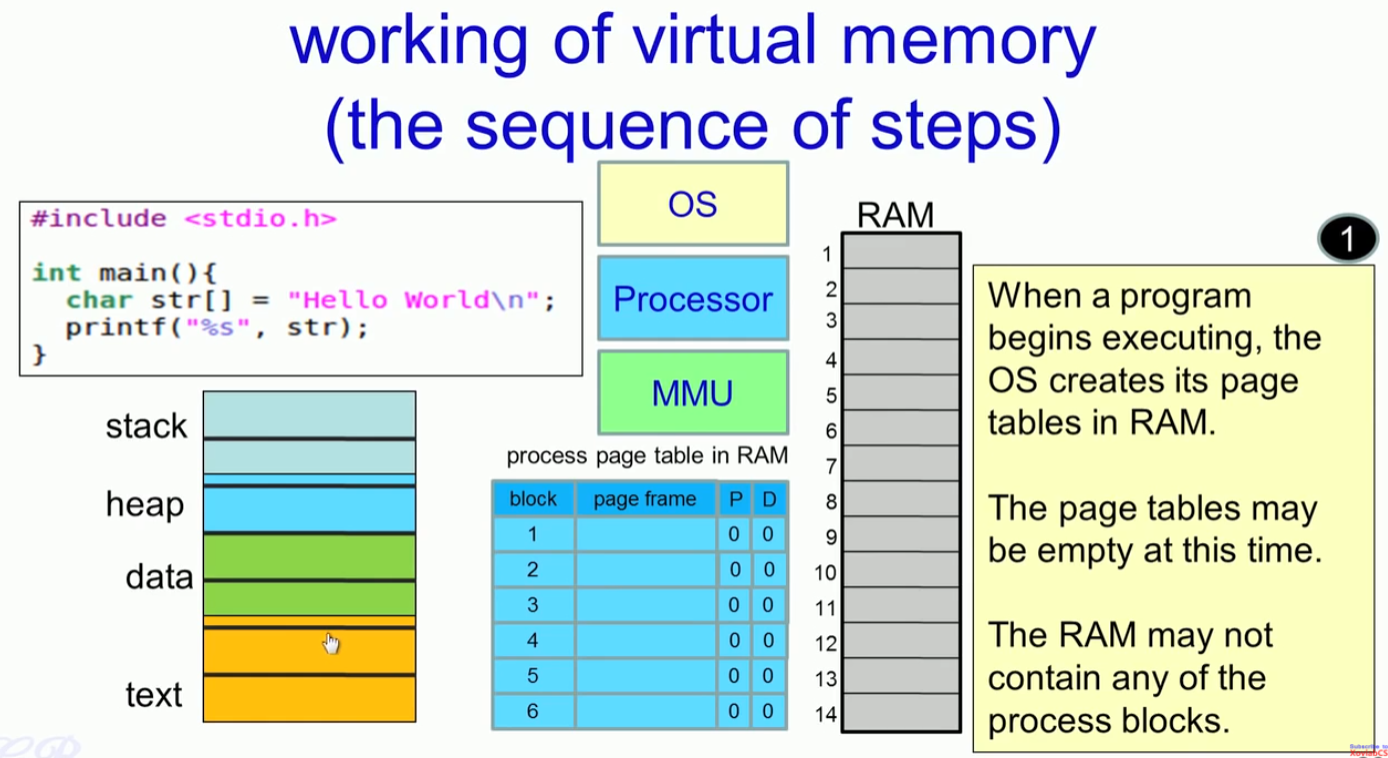 working of virtual memory
(the sequence of steps)
#include <stdio.h>
int main(){
char str[] = "Hello World\n";
printf("%s", str);
}
OS
Processor
MMU
stack
heap
data
text
process page table in RAM
block page frame P D
1 0 0
2 0 0
3 0 0
4 0 0
5 0 0
6 0 0
RAM
1
2
3
4
5
6
7
8
9
10
11
12
13
14
1
When a program
begins executing, the
OS creates its page
tables in RAM.
The page tables may
be empty at this time.
The RAM may not
contain any of the
process blocks.
Subscribe to